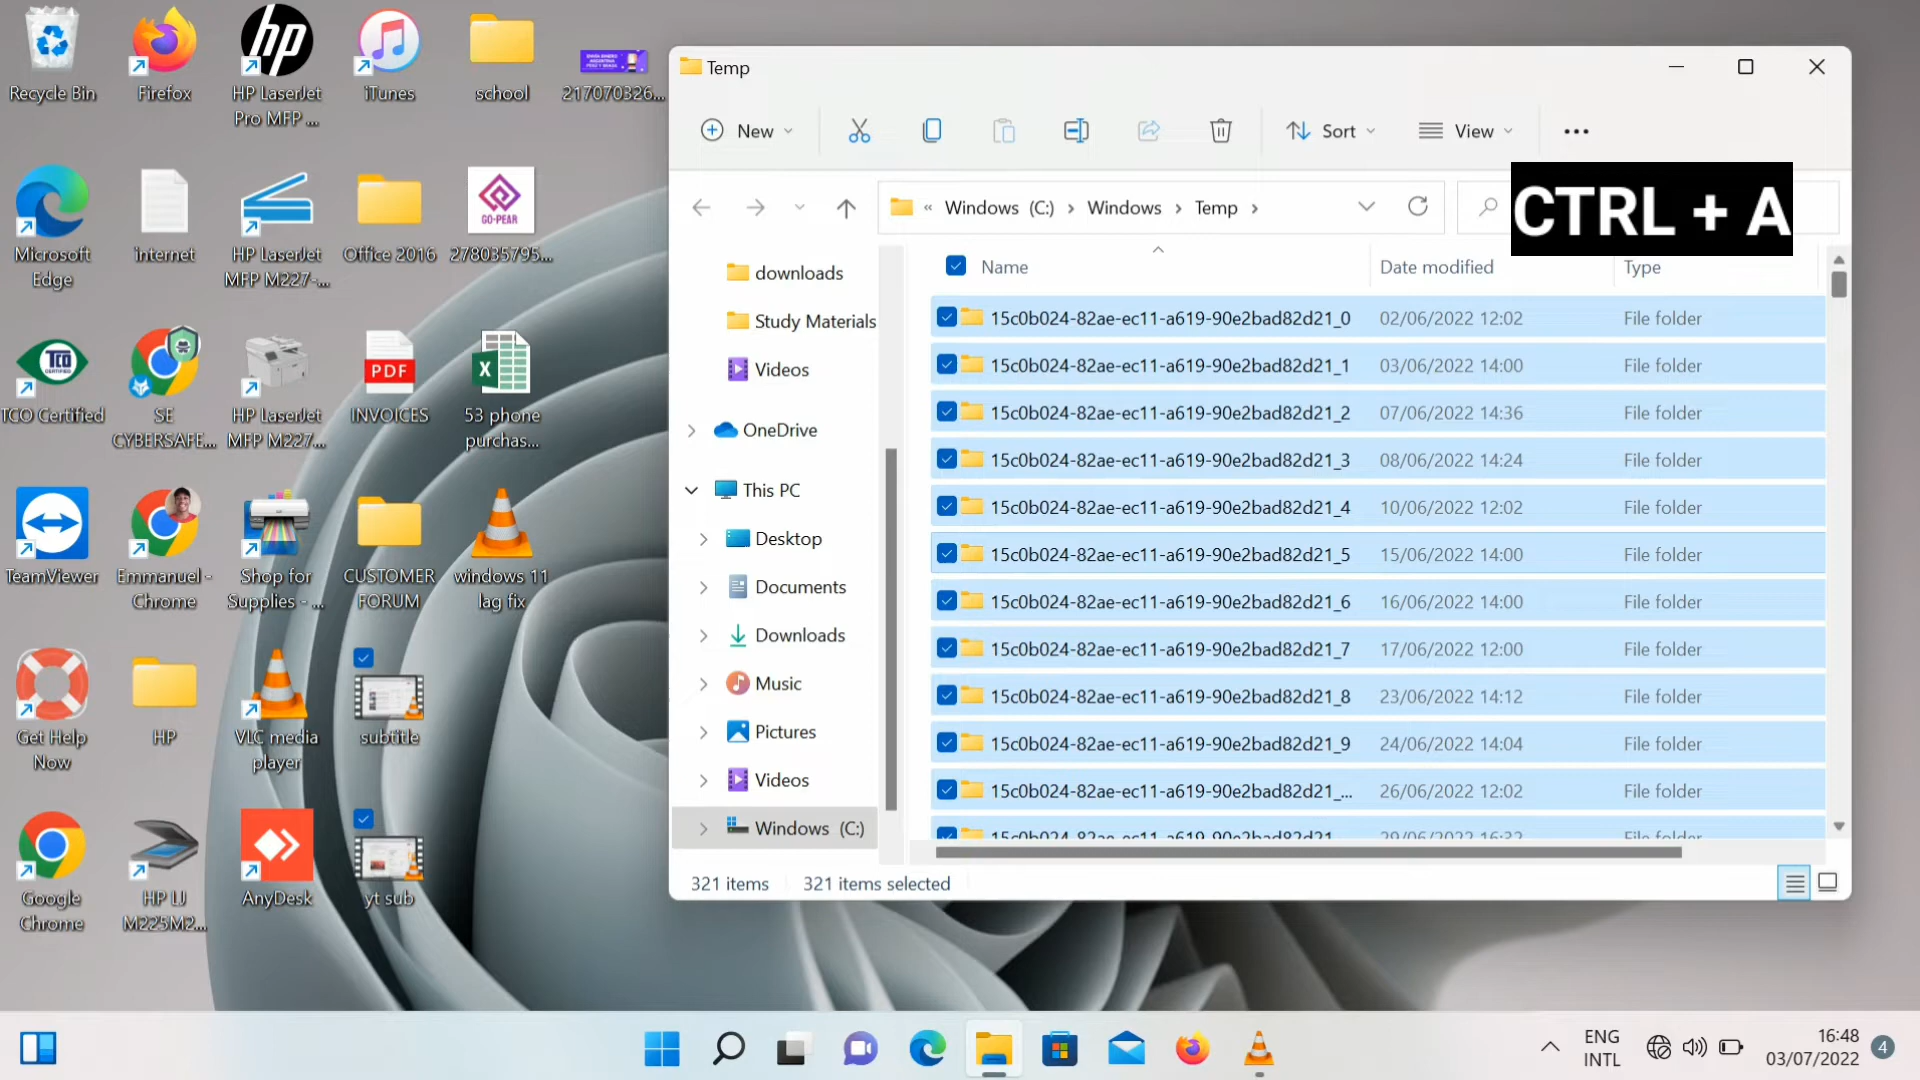 Recycle Bin
Firefox
HP LaserJet
Pro MFP ...
iTunes
school
217070326...
Microsoft
Edge
internet
HP LaserJet
MFP M227-...
Office 2016
GO-PEAR
278035795...
TCO
CERTIFIED
TCO Certified
SE
CYBERSAFE...
HP LaserJet
MFP M227...
PDF
INVOICES
53 phone
purchas...
TeamViewer
Emmanuel -
Chrome
Shop for
Supplies - ...
CUSTOMER
FORUM
windows 11
lag fix
Get Help
Now
HP
VLC media
player
subtitle
Google
Chrome
HP LJ
M225M2...
AnyDesk
yt sub
Temp
New
Sort
View
« Windows (C:) > Windows > Temp >
CTRL + A
downloads
Study Materials
Videos
OneDrive
This PC
Desktop
Documents
Downloads
Music
Pictures
Videos
Windows (C:)
Name Date modified Type
15c0b024-82ae-ec11-a619-90e2bad82d21_0 02/06/2022 12:02 File folder
15c0b024-82ae-ec11-a619-90e2bad82d21_1 03/06/2022 14:00 File folder
15c0b024-82ae-ec11-a619-90e2bad82d21_2 07/06/2022 14:36 File folder
15c0b024-82ae-ec11-a619-90e2bad82d21_3 08/06/2022 14:24 File folder
15c0b024-82ae-ec11-a619-90e2bad82d21_4 10/06/2022 12:02 File folder
15c0b024-82ae-ec11-a619-90e2bad82d21_5 15/06/2022 14:00 File folder
15c0b024-82ae-ec11-a619-90e2bad82d21_6 16/06/2022 14:00 File folder
15c0b024-82ae-ec11-a619-90e2bad82d21_7 17/06/2022 12:00 File folder
15c0b024-82ae-ec11-a619-90e2bad82d21_8 23/06/2022 14:12 File folder
15c0b024-82ae-ec11-a619-90e2bad82d21_9 24/06/2022 14:04 File folder
15c0b024-82ae-ec11-a619-90e2bad82d21_... 26/06/2022 12:02 File folder
15c0b024-82ae-ec11-a619-90e2bad82d21_ 29/06/2022 16:32 File folder
321 items 321 items selected
ENG
INTL
16:48
03/07/2022
4